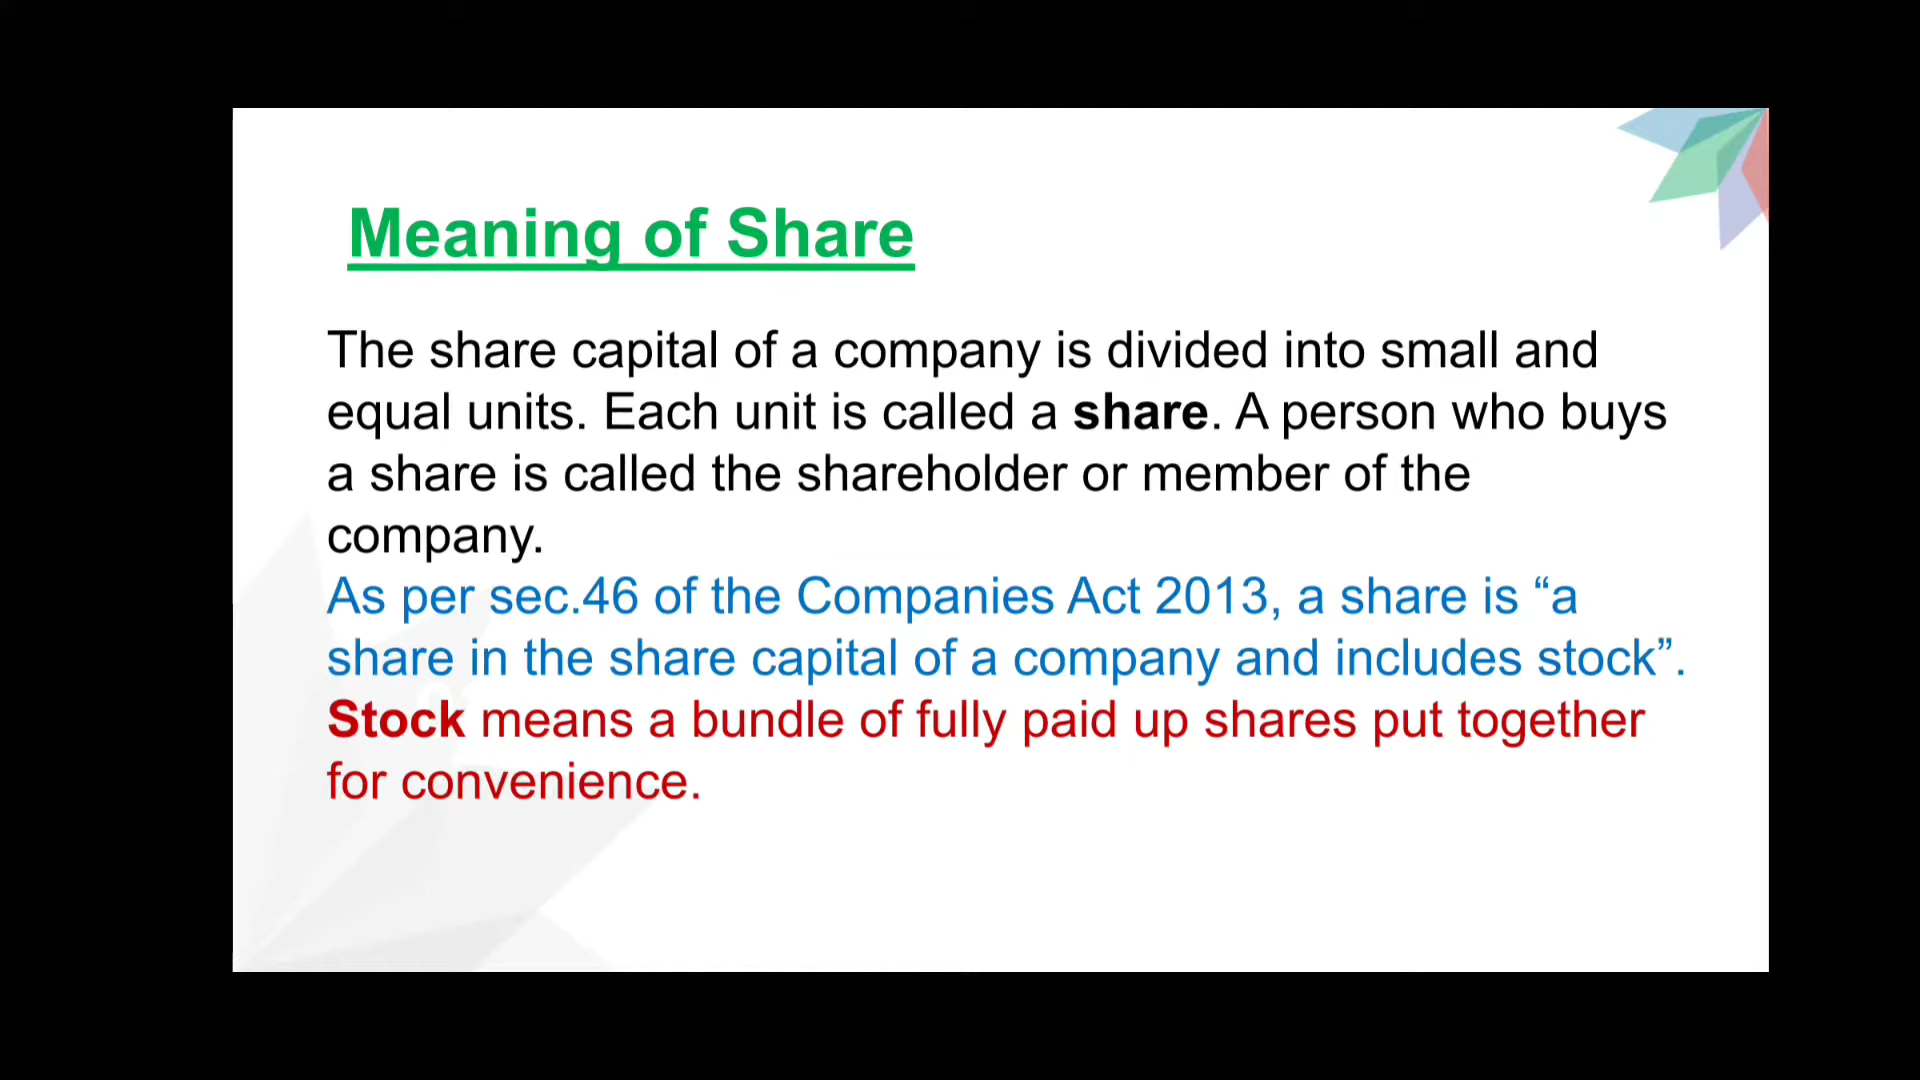 Meaning of Share
The share capital of a company is divided into small and
equal units. Each unit is called a share. A person who buys
a share is called the shareholder or member of the
company.
As per sec.46 of the Companies Act 2013, a share is “a
share in the share capital of a company and includes stock”.
Stock means a bundle of fully paid up shares put together
for convenience.